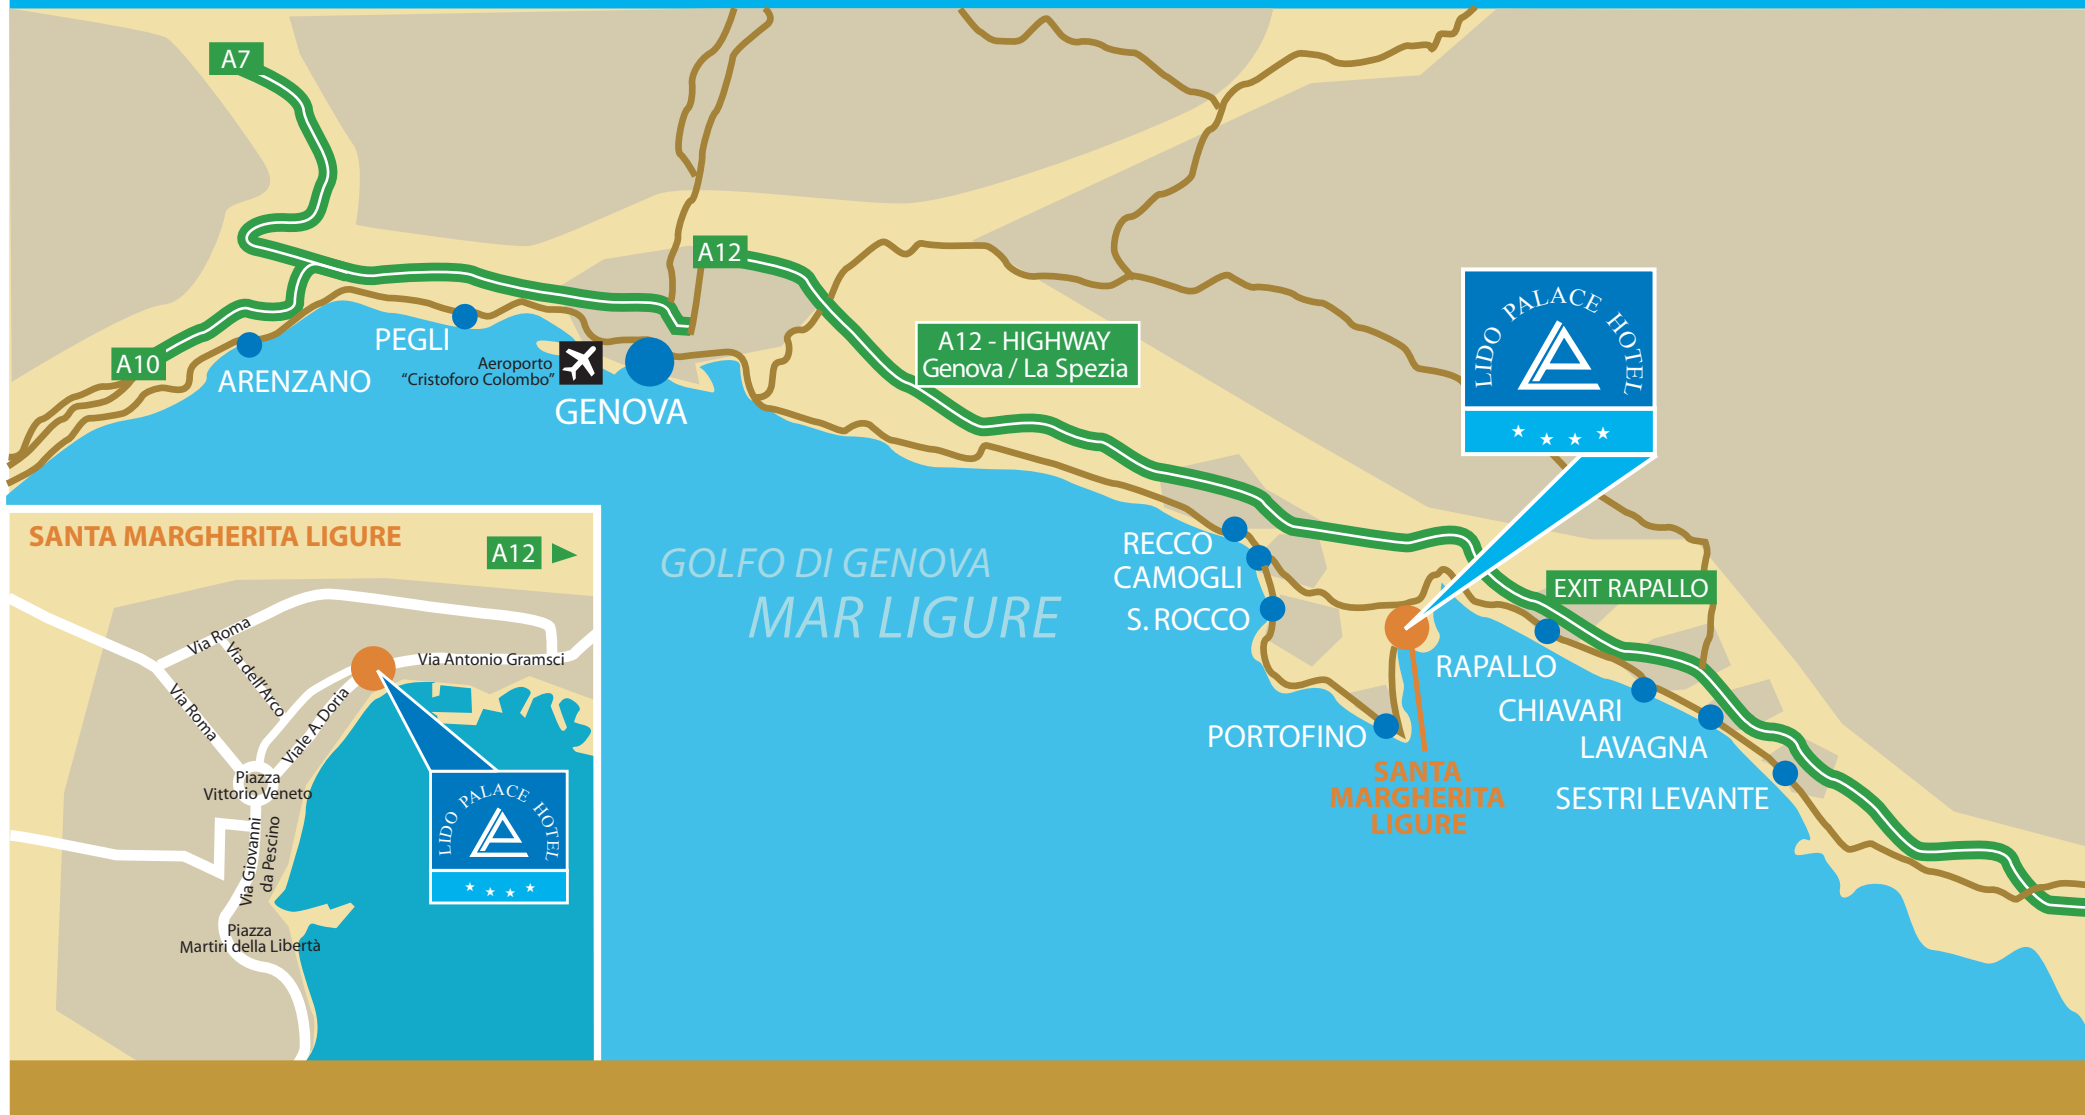 A7
A12
A10
PEGLI
ARENZANO
Aeroporto
“Cristoforo Colombo”
GENOVA
A12 - HIGHWAY
Genova / La Spezia
LIDO PALACE HOTEL
GOLFO DI GENOVA
MAR LIGURE
RECCO
CAMOGLI
S. ROCCO
EXIT RAPALLO
RAPALLO
CHIAVARI
LAVAGNA
PORTOFINO
SESTRI LEVANTE
SANTA
MARGHERITA
LIGURE
SANTA MARGHERITA LIGURE
A12
Via Roma
Via dell'Arco
Via Antonio Gramsci
Via Roma
Viale A. Doria
Piazza
Vittorio Veneto
Via Giovanni
da Pescino
Piazza
Martiri della Libertà
LIDO PALACE HOTEL